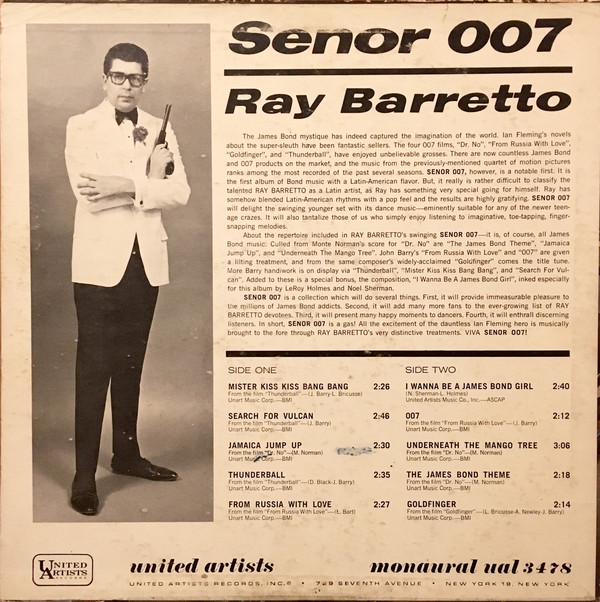 Senor 007
Ray Barretto
The James Bond mystique has indeed captured the imagination of the world. Ian Fleming's novels
about the super-sleuth have been fantastic sellers. The four 007 films, "Dr. No", "From Russia With Love",
"Goldfinger", and "Thunderball", have enjoyed unbelievable grosses. There are now countless James Bond
and 007 products on the market, and the music from the previously-mentioned quartet of motion pictures
ranks among the most recorded of the past several seasons. SENOR 007, however, is a notable first. It is
the first album of Bond music with a Latin-American flavor. But, it really is rather difficult to classify the
talented RAY BARRETTO as a Latin artist, as Ray has something very special going for himself. Ray has
somehow blended Latin-American rhythms with a pop feel and the results are highly gratifying. SENOR 007
will delight the swinging younger set with its dance music—eminently suitable for any of the newer teen-
age crazes. It will also tantalize those of us who simply enjoy listening to imaginative, toe-tapping, finger-
snapping melodies.
About the repertoire included in RAY BARRETTO's swinging SENOR 007—it is, of course, all James
Bond music: Culled from Monte Norman's score for "Dr. No" are "The James Bond Theme", "Jamaica
Jump Up", and "Underneath The Mango Tree". John Barry's "From Russia With Love" and "007" are given
a lilting treatment, and from the same composer's widely-acclaimed "Goldfinger" comes the title tune.
More Barry handiwork is on display via "Thunderball", "Mister Kiss Kiss Bang Bang", and "Search For Vul-
can". Added to these is a special bonus, the composition, "I Wanna Be A James Bond Girl", inked especially
for this album by LeRoy Holmes and Noel Sherman.
SENOR 007 is a collection which will do several things. First, it will provide immeasurable pleasure to
the millions of James Bond addicts. Second, it will add many more fans to the ever-growing list of RAY
BARRETTO devotees. Third, it will present many happy moments to dancers. Fourth, it will enthrall discerning
listeners. In short, SENOR 007 is a gas! All the excitement of the dauntless Ian Fleming hero is musically
brought to the fore through RAY BARRETTO's very distinctive treatments. VIVA SENOR 007!
SIDE ONE
MISTER KISS KISS BANG BANG 2:26
From the film "Thunderball"—(J. Barry-L. Bricusse)
Unart Music Corp.—BMI
SEARCH FOR VULCAN 2:46
From the film "Thunderball"—(J. Barry)
Unart Music Corp.—BMI
JAMAICA JUMP UP 2:30
From the film "Dr. No"—(M. Norman)
Unart Music Corp.—BMI
THUNDERBALL 2:35
From the film "Thunderball"—(D. Black-J. Barry)
Unart Music Corp.—BMI
FROM RUSSIA WITH LOVE 2:27
From the film "From Russia With Love"—(L. Bart)
Unart Music Corp.—BMI
SIDE TWO
I WANNA BE A JAMES BOND GIRL 2:40
(N. Sherman-L. Holmes)
United Artists Music Co., Inc.—ASCAP
007 2:12
From the film "From Russia With Love"—(J. Barry)
Unart Music Corp.—BMI
UNDERNEATH THE MANGO TREE 3:06
From the film "Dr. No"—(M. Norman)
Unart Music Corp.—BMI
THE JAMES BOND THEME 2:18
From the film "Dr. No"—(M. Norman)
Unart Music Corp.—BMI
GOLDFINGER 2:14
From the film "Goldfinger"—(L. Bricusse-A. Newley-J. Barry)
Unart Music Corp.—BMI
UNITED
ARTISTS
RECORDS
united artists monaural ual 3478
UNITED ARTISTS RECORDS, INC.® • 729 SEVENTH AVENUE • NEW YORK 19, NEW YORK